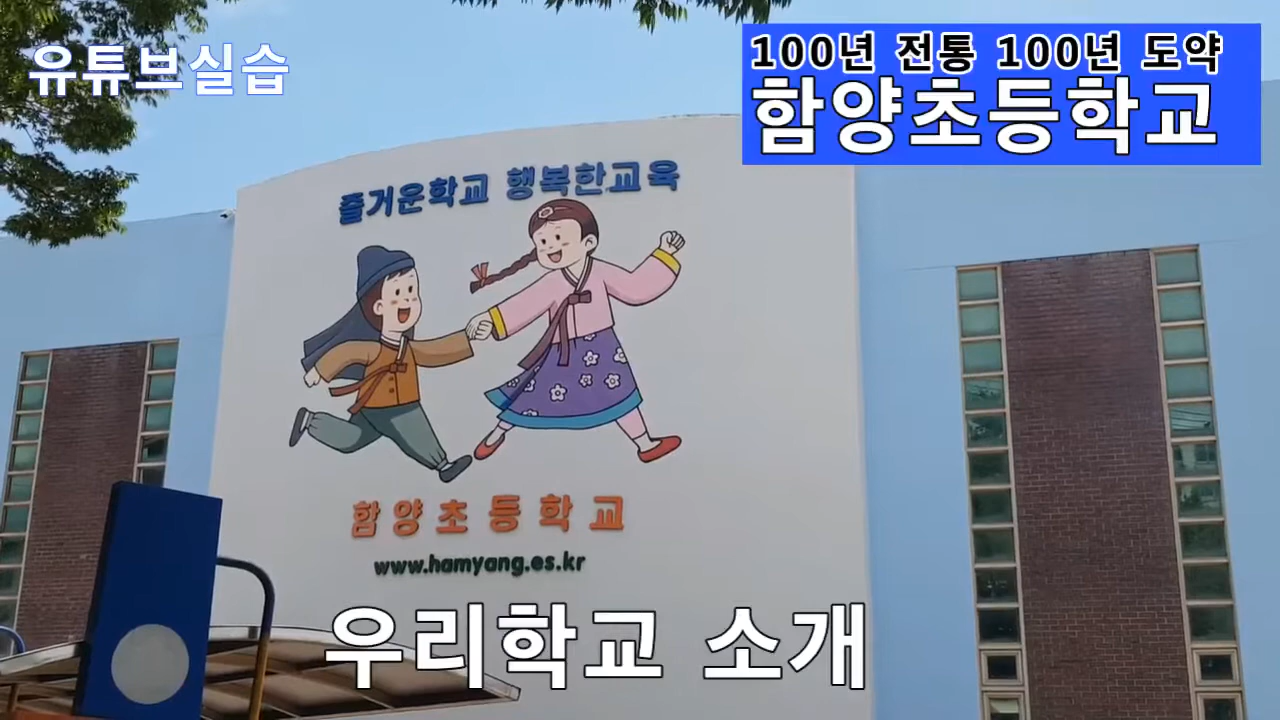 유튜브실습
100년 전통 100년 도약
함양초등학교
즐거운학교 행복한교육
함양초등학교
www.hamyang.es.kr
우리학교 소개